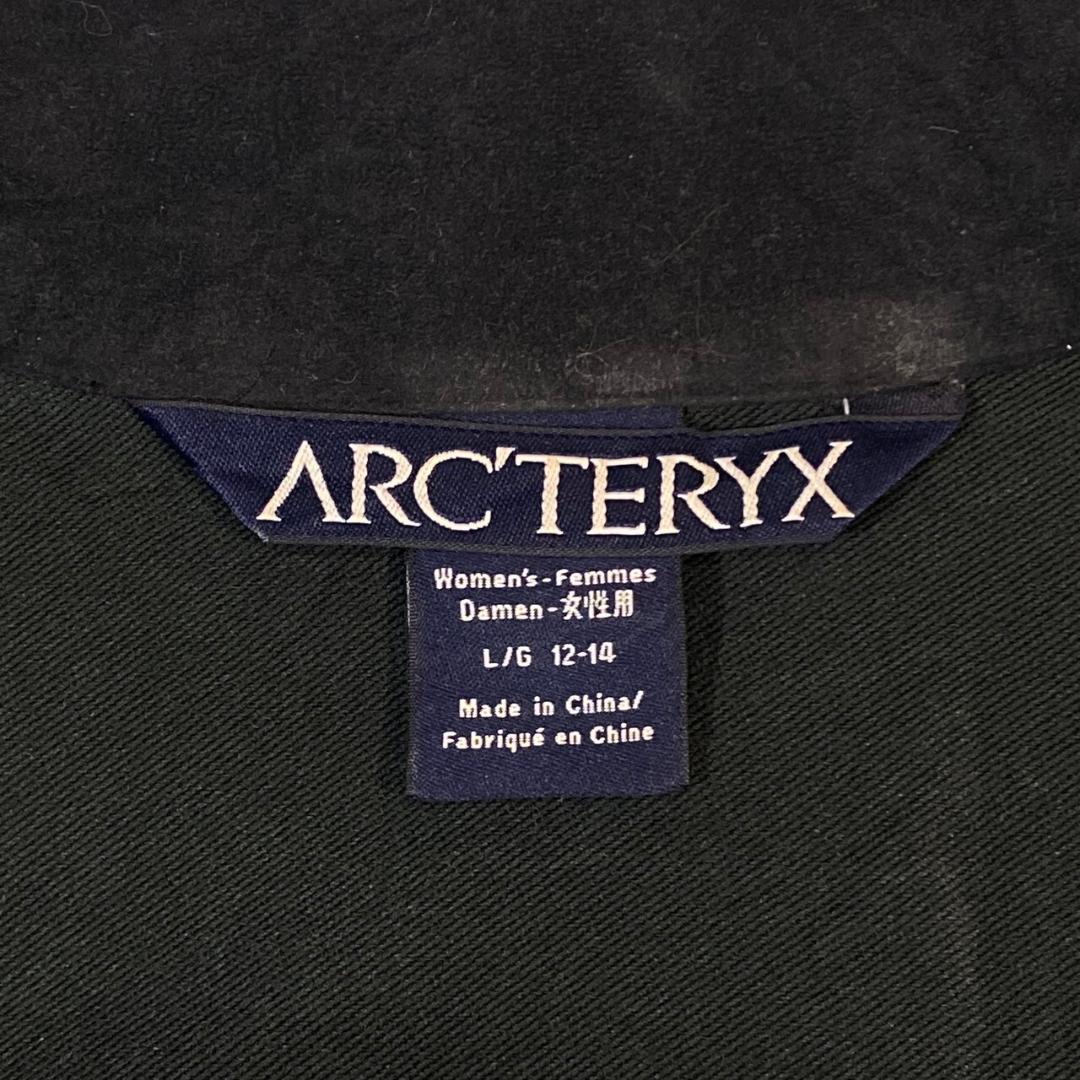 ARC'TERYX
Women's-Femmes
Damen-女性用
L/G 12-14
Made in China/
Fabriqué en Chine